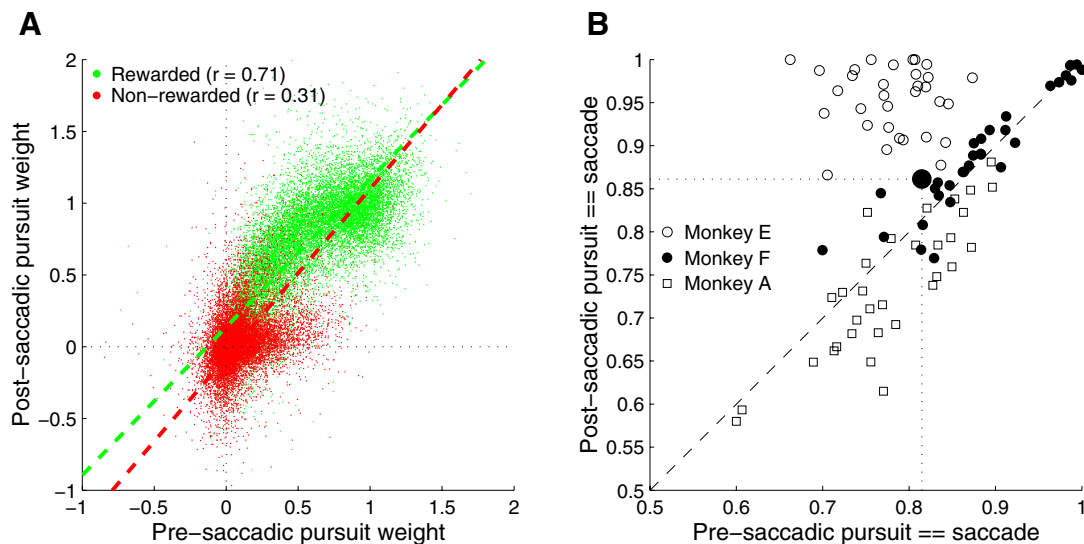 A
Post-saccadic pursuit weight
2
1.5
1
0.5
0
−0.5
−1
Rewarded (r = 0.71)
Non-rewarded (r = 0.31)
−1 −0.5 0 0.5 1 1.5 2
Pre-saccadic pursuit weight
B
Post-saccadic pursuit == saccade
1
0.95
0.9
0.85
0.8
0.75
0.7
0.65
0.6
0.55
0.5
Monkey E
Monkey F
Monkey A
0.5 0.6 0.7 0.8 0.9 1
Pre-saccadic pursuit == saccade